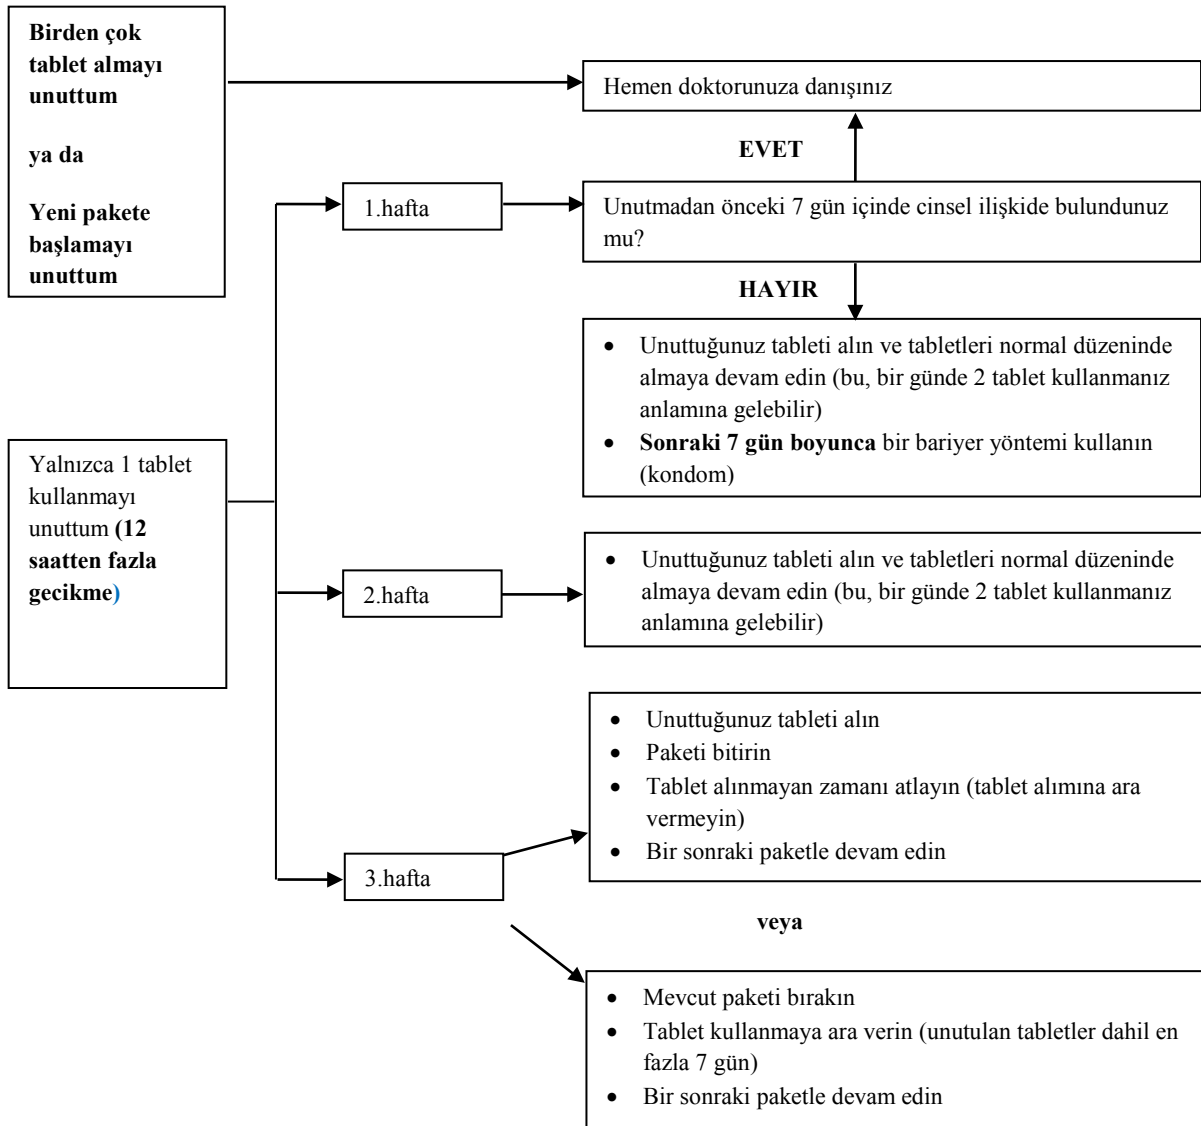 Birden çok
tablet almayı
unuttum
ya da
Yeni pakete
başlamayı
unuttum
Hemen doktorunuza danışınız
EVET
1.hafta
Unutmadan önceki 7 gün içinde cinsel ilişkide bulundunuz
mu?
HAYIR
• Unuttuğunuz tableti alın ve tabletleri normal düzeninde
almaya devam edin (bu, bir günde 2 tablet kullanmanız
anlamına gelebilir)
• Sonraki 7 gün boyunca bir bariyer yöntemi kullanın
(kondom)
Yalnızca 1 tablet
kullanmayı
unuttum (12
saatten fazla
gecikme)
2.hafta
• Unuttuğunuz tableti alın ve tabletleri normal düzeninde
almaya devam edin (bu, bir günde 2 tablet kullanmanız
anlamına gelebilir)
3.hafta
• Unuttuğunuz tableti alın
• Paketi bitirin
• Tablet alınmayan zamanı atlayın (tablet alımına ara
vermeyin)
• Bir sonraki paketle devam edin
veya
• Mevcut paketi bırakın
• Tablet kullanmaya ara verin (unutulan tabletler dahil en
fazla 7 gün)
• Bir sonraki paketle devam edin